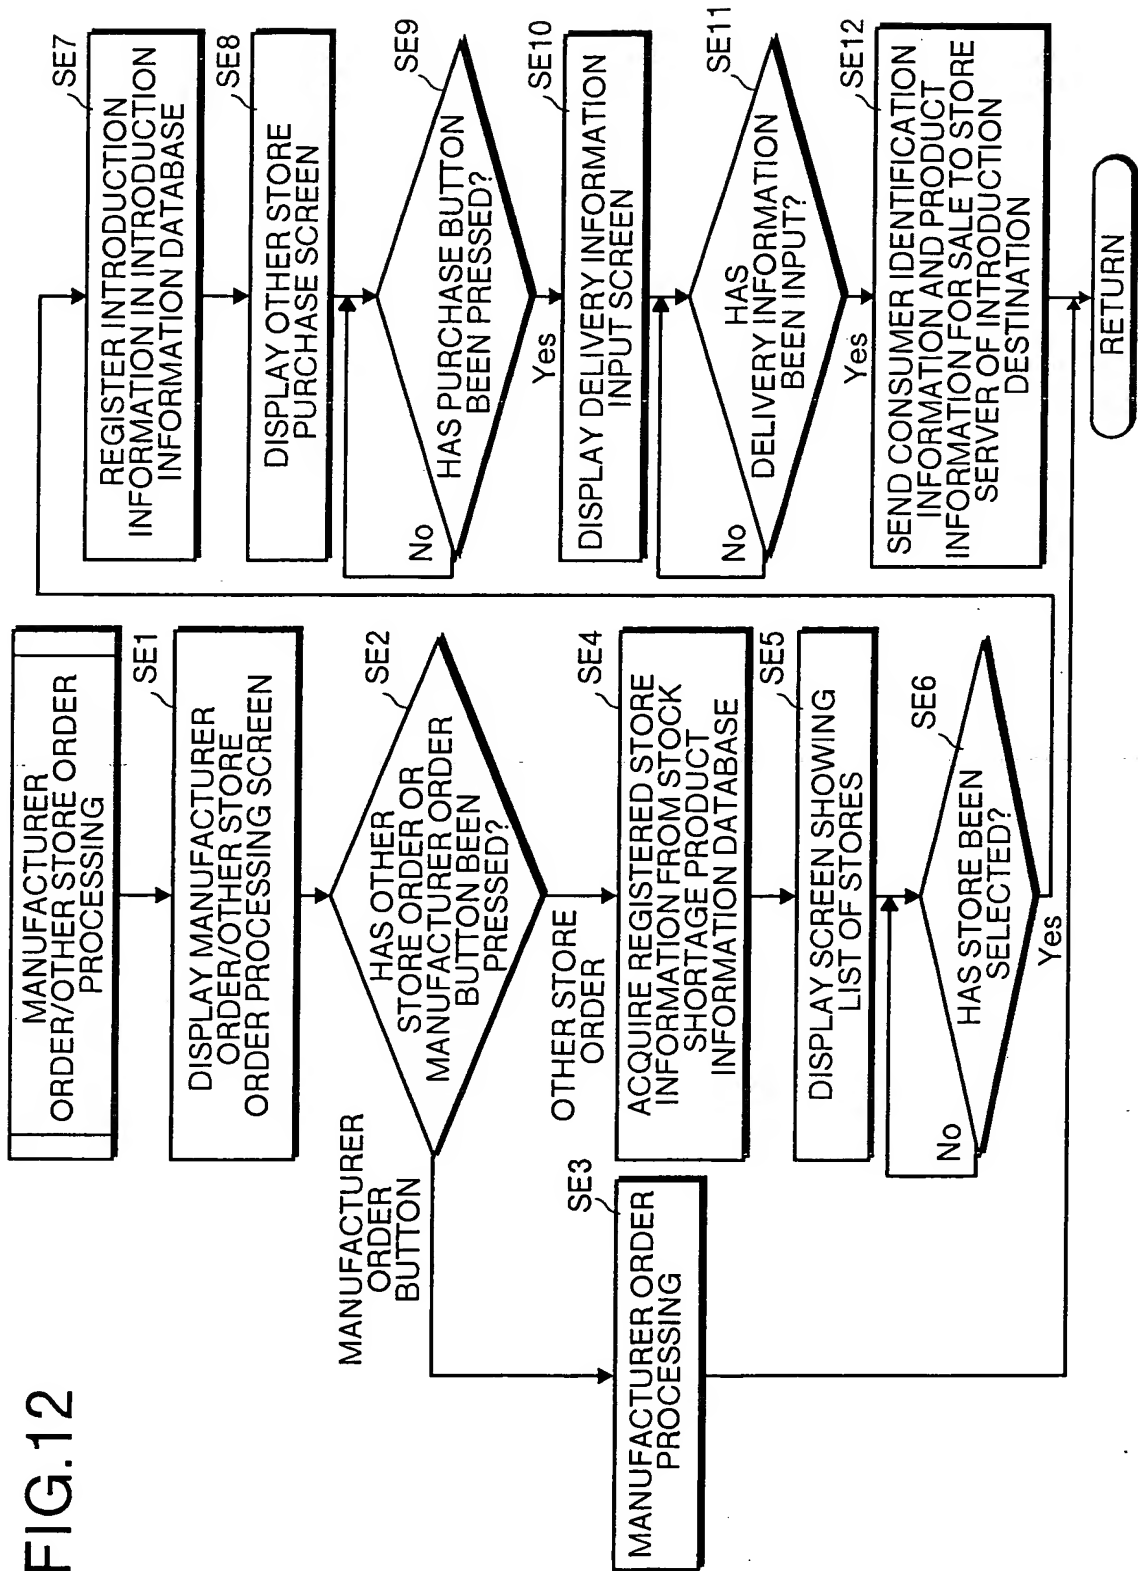 FIG.12
MANUFACTURER
ORDER/OTHER STORE ORDER
PROCESSING
SE1
DISPLAY MANUFACTURER
ORDER/OTHER STORE
ORDER PROCESSING SCREEN
SE2
HAS OTHER
STORE ORDER OR
MANUFACTURER ORDER
BUTTON BEEN
PRESSED?
MANUFACTURER
ORDER
BUTTON
OTHER STORE
ORDER
SE3
MANUFACTURER ORDER
PROCESSING
SE4
ACQUIRE REGISTERED STORE
INFORMATION FROM STOCK
SHORTAGE PRODUCT
INFORMATION DATABASE
SE5
DISPLAY SCREEN SHOWING
LIST OF STORES
SE6
HAS STORE BEEN
SELECTED?
No
Yes
SE7
REGISTER INTRODUCTION
INFORMATION IN INTRODUCTION
INFORMATION DATABASE
SE8
DISPLAY OTHER STORE
PURCHASE SCREEN
SE9
HAS PURCHASE BUTTON
BEEN PRESSED?
No
Yes
SE10
DISPLAY DELIVERY INFORMATION
INPUT SCREEN
SE11
HAS
DELIVERY INFORMATION
BEEN INPUT?
No
Yes
SE12
SEND CONSUMER IDENTIFICATION
INFORMATION AND PRODUCT
INFORMATION FOR SALE TO STORE
SERVER OF INTRODUCTION
DESTINATION
RETURN